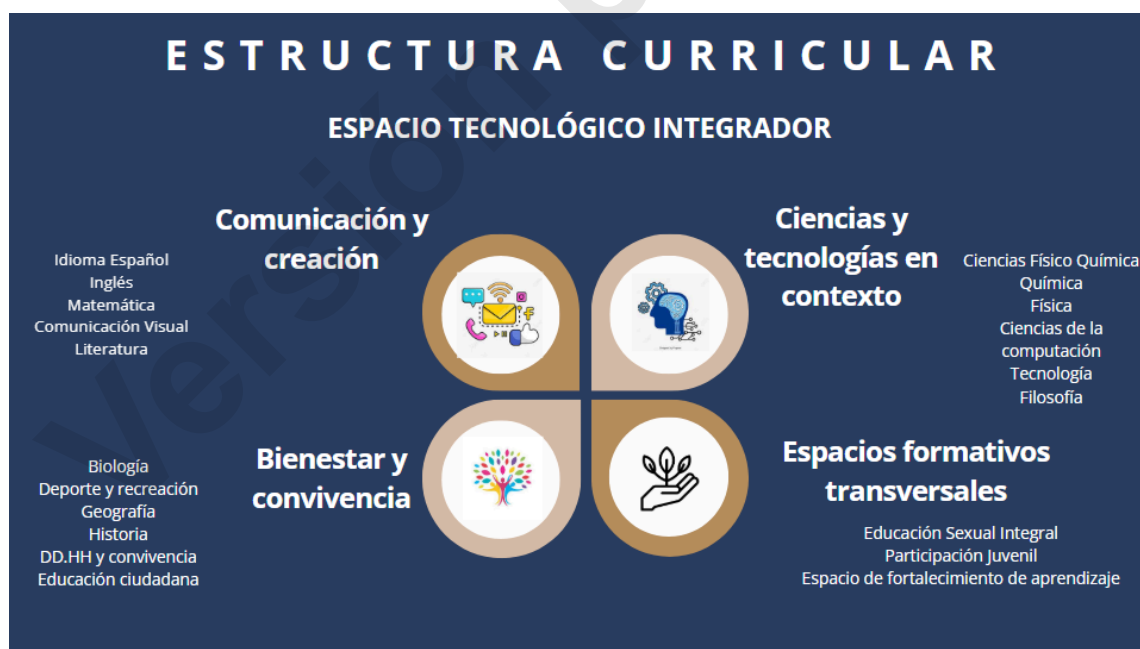 ESTRUCTURA CURRICULAR
ESPACIO TECNOLÓGICO INTEGRADOR
Comunicación y
creación
Idioma Español
Inglés
Matemática
Comunicación Visual
Literatura
Ciencias y
tecnologías en
contexto
Ciencias Físico Química
Química
Física
Ciencias de la
computación
Tecnología
Filosofía
Bienestar y
convivencia
Biología
Deporte y recreación
Geografía
Historia
DD.HH y convivencia
Educación ciudadana
Espacios formativos
transversales
Educación Sexual Integral
Participación Juvenil
Espacio de fortalecimiento de aprendizaje
Versión p